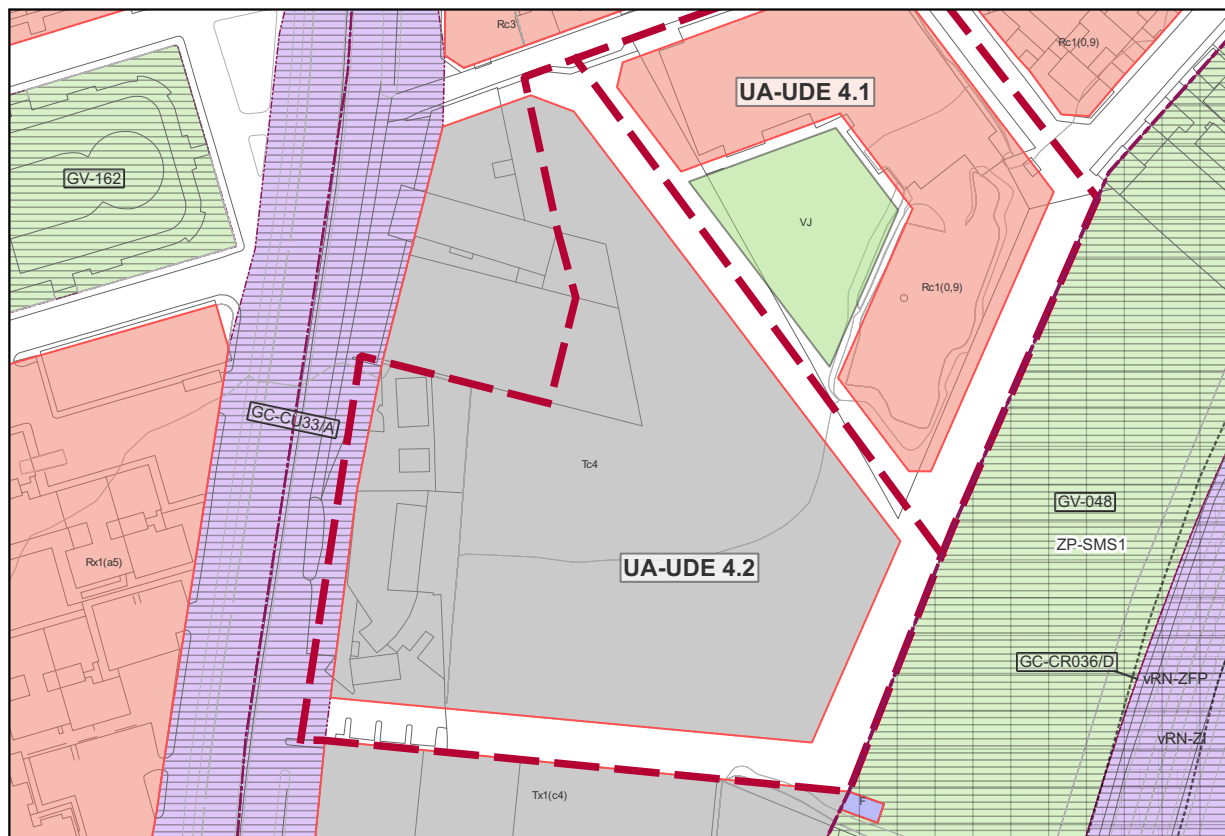 Rc3
Rc1(0,9)
UA-UDE 4.1
GV-162
VJ
Rc1(0,9)
GC-CU33/A
Tc4
GV-048
ZP-SMS1
Rx1(a5)
UA-UDE 4.2
GC-CR036/D
vRN-ZFP
vRN-ZI
Tx1(c4)
F